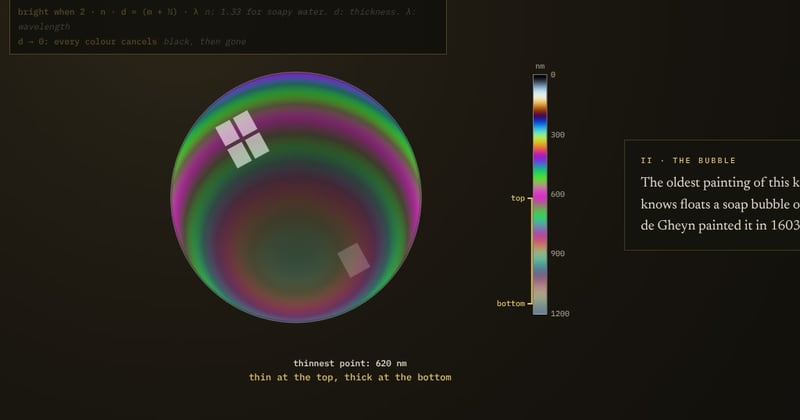 bright when 2 · n · d = (m + ½) · λ n: 1.33 for soapy water. d: thickness. λ:
wavelength
d → 0: every colour cancels black, then gone
nm
0
300
600
900
1200
top
bottom
II · THE BUBBLE
The oldest painting of this k
knows floats a soap bubble o
de Gheyn painted it in 1603
thinnest point: 620 nm
thin at the top, thick at the bottom